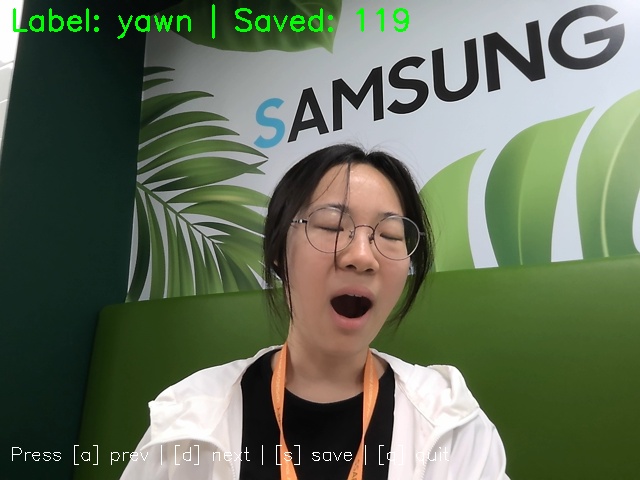 Label: yawn | Saved: 119
SAMSUNG
Press [a] prev | [d] next | [s] save | [q] quit